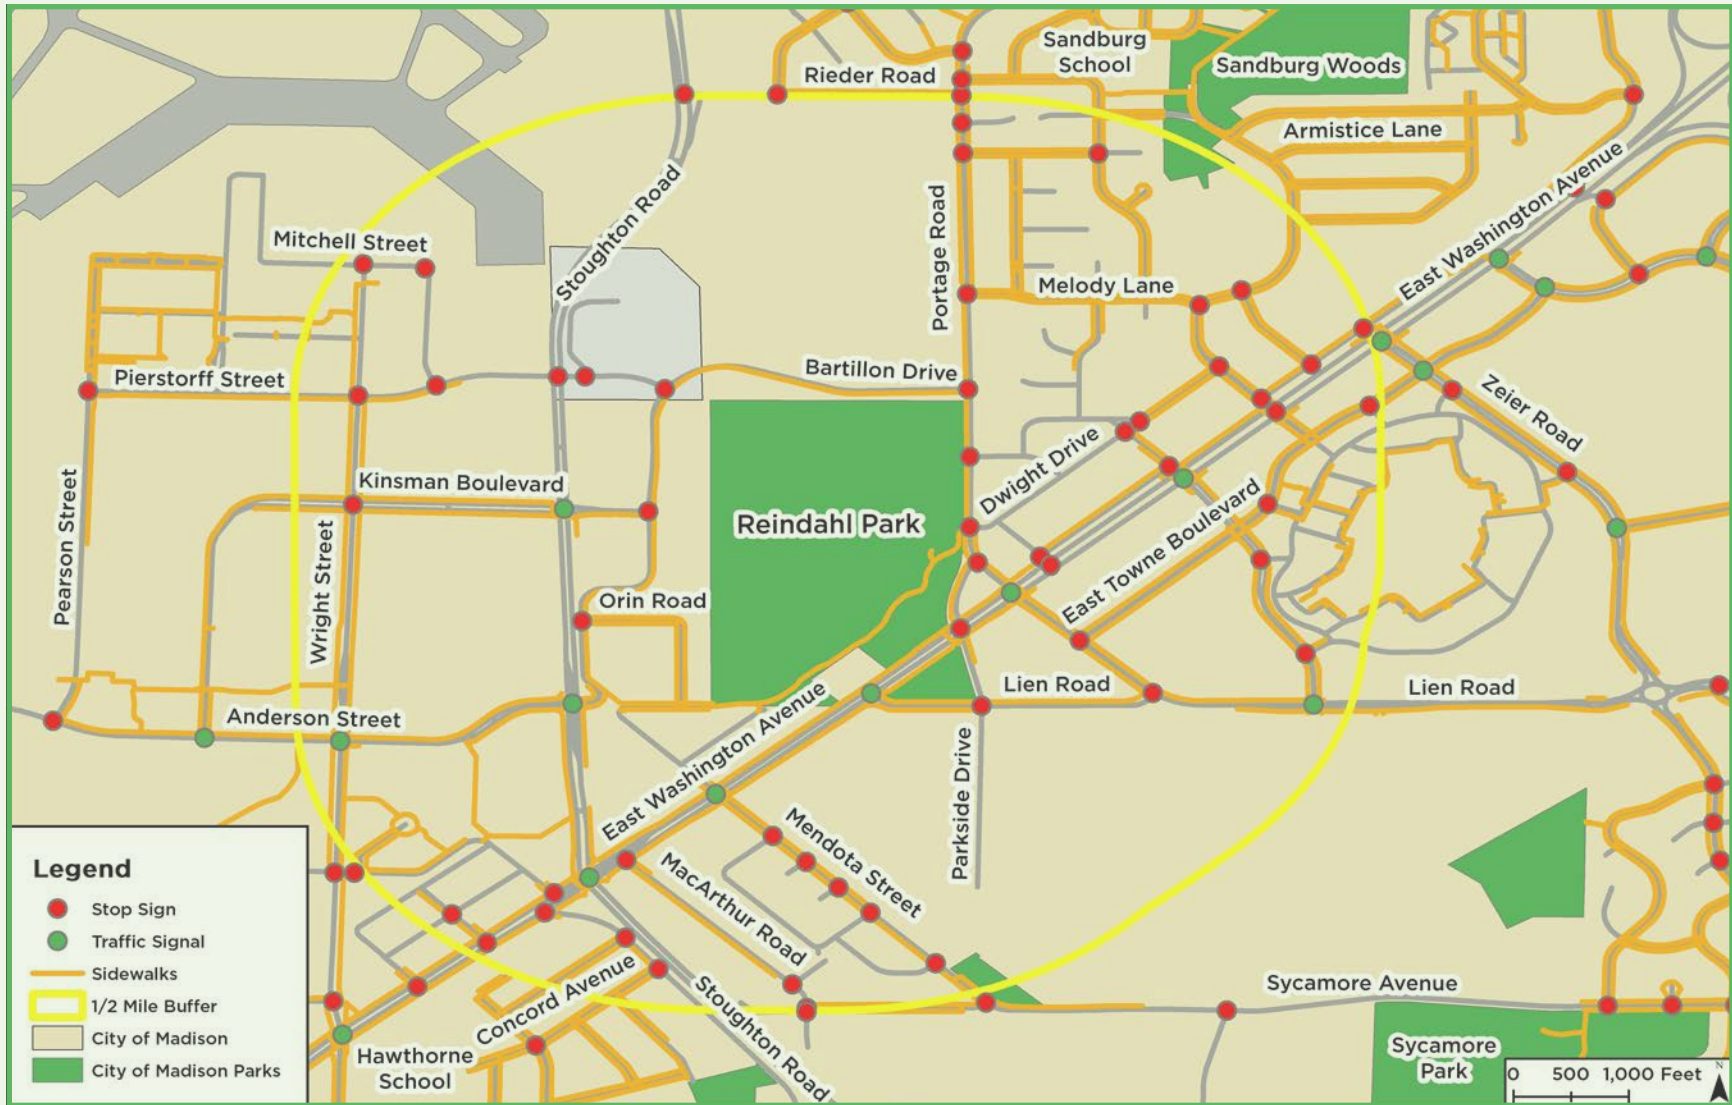 Sandburg
School
Rieder Road
Sandburg Woods
Armistice Lane
Stoughton Road
Portage Road
East Washington Avenue
Mitchell Street
Melody Lane
Pierstorff Street
Bartillon Drive
Zeier Road
Dwight Drive
Kinsman Boulevard
Pearson Street
Wright Street
Reindahl Park
East Towne Boulevard
Orin Road
Lien Road
Lien Road
Anderson Street
East Washington Avenue
Parkside Drive
Mendota Street
MacArthur Road
Concord Avenue
Stoughton Road
Sycamore Avenue
Hawthorne
School
Sycamore
Park
Legend
Stop Sign
Traffic Signal
Sidewalks
1/2 Mile Buffer
City of Madison
City of Madison Parks
0 500 1,000 Feet
N